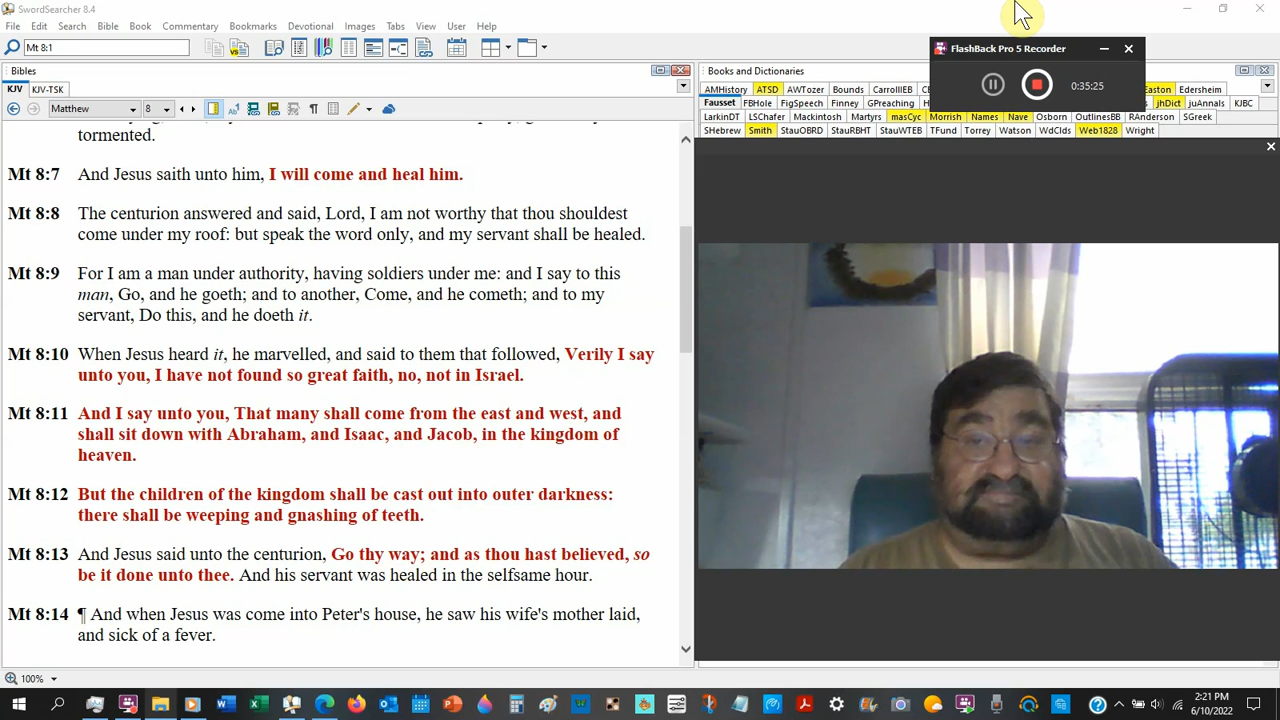 SwordSearcher 8.4
File Edit Search Bible Book Commentary Bookmarks Devotional Images Tabs View User Help
Mt 8:1
FlashBack Pro 5 Recorder
0:35:25
Bibles
KJV KJV-TSK
Matthew 8
Books and Dictionaries
AMHistory ATSD AWTozer Bounds CarrollIEB Easton Edersheim
Fausset FBHole FigSpeech Finney GPreaching jhDict juAnnals KJBC
LarkinDT LSChafer Mackintosh Martyrs masCyc Morrish Names Nave Osborn OutlinesBB RAnderson SGreek
SHebrew Smith StauOBRD StauRBHT StauWTEB TFund Torrey Watson WdClds Web1828 Wright
tormented.
Mt 8:7 And Jesus saith unto him, I will come and heal him.
Mt 8:8 The centurion answered and said, Lord, I am not worthy that thou shouldest
come under my roof: but speak the word only, and my servant shall be healed.
Mt 8:9 For I am a man under authority, having soldiers under me: and I say to this
man, Go, and he goeth; and to another, Come, and he cometh; and to my
servant, Do this, and he doeth it.
Mt 8:10 When Jesus heard it, he marvelled, and said to them that followed, Verily I say
unto you, I have not found so great faith, no, not in Israel.
Mt 8:11 And I say unto you, That many shall come from the east and west, and
shall sit down with Abraham, and Isaac, and Jacob, in the kingdom of
heaven.
Mt 8:12 But the children of the kingdom shall be cast out into outer darkness:
there shall be weeping and gnashing of teeth.
Mt 8:13 And Jesus said unto the centurion, Go thy way; and as thou hast believed, so
be it done unto thee. And his servant was healed in the selfsame hour.
Mt 8:14 ¶ And when Jesus was come into Peter's house, he saw his wife's mother laid,
and sick of a fever.
100%
2:21 PM
6/10/2022